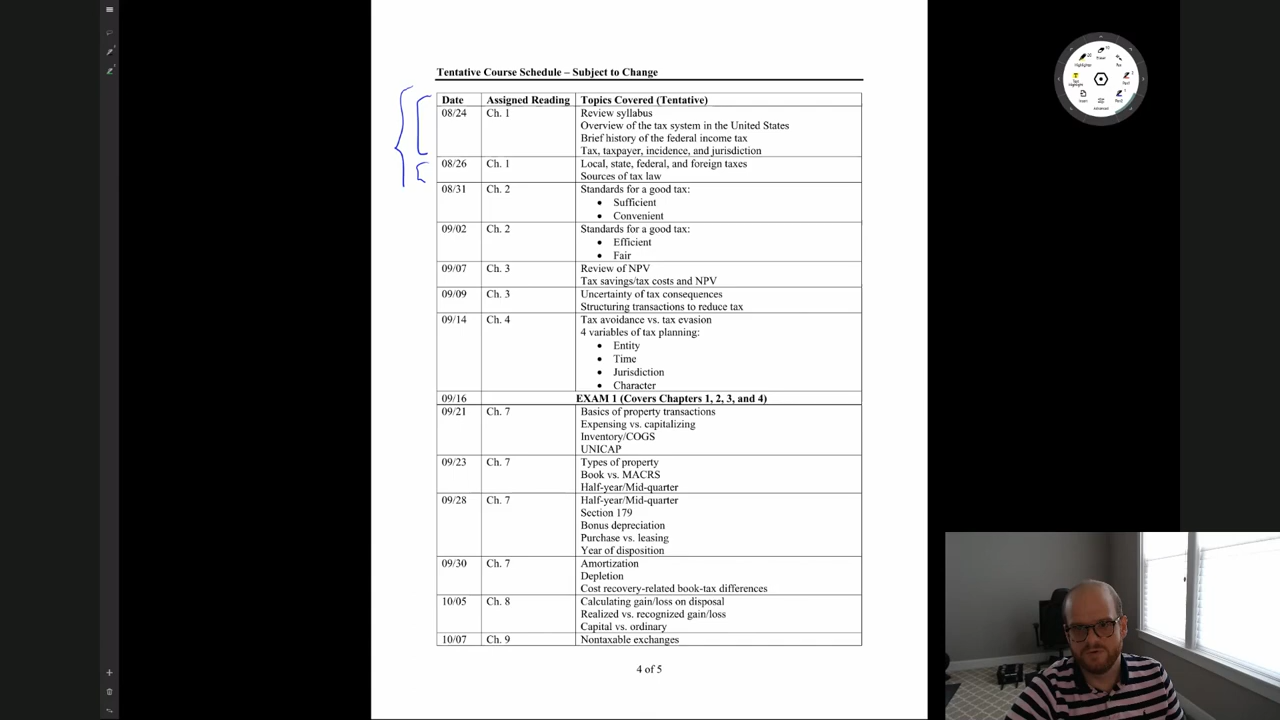 Tentative Course Schedule – Subject to Change
Date Assigned Reading Topics Covered (Tentative)
08/24 Ch. 1 Review syllabus
Overview of the tax system in the United States
Brief history of the federal income tax
Tax, taxpayer, incidence, and jurisdiction
08/26 Ch. 1 Local, state, federal, and foreign taxes
Sources of tax law
08/31 Ch. 2 Standards for a good tax:
• Sufficient
• Convenient
09/02 Ch. 2 Standards for a good tax:
• Efficient
• Fair
09/07 Ch. 3 Review of NPV
Tax savings/tax costs and NPV
09/09 Ch. 3 Uncertainty of tax consequences
Structuring transactions to reduce tax
09/14 Ch. 4 Tax avoidance vs. tax evasion
4 variables of tax planning:
• Entity
• Time
• Jurisdiction
• Character
09/16 EXAM 1 (Covers Chapters 1, 2, 3, and 4)
09/21 Ch. 7 Basics of property transactions
Expensing vs. capitalizing
Inventory/COGS
UNICAP
09/23 Ch. 7 Types of property
Book vs. MACRS
Half-year/Mid-quarter
09/28 Ch. 7 Half-year/Mid-quarter
Section 179
Bonus depreciation
Purchase vs. leasing
Year of disposition
09/30 Ch. 7 Amortization
Depletion
Cost recovery-related book-tax differences
10/05 Ch. 8 Calculating gain/loss on disposal
Realized vs. recognized gain/loss
Capital vs. ordinary
10/07 Ch. 9 Nontaxable exchanges
4 of 5